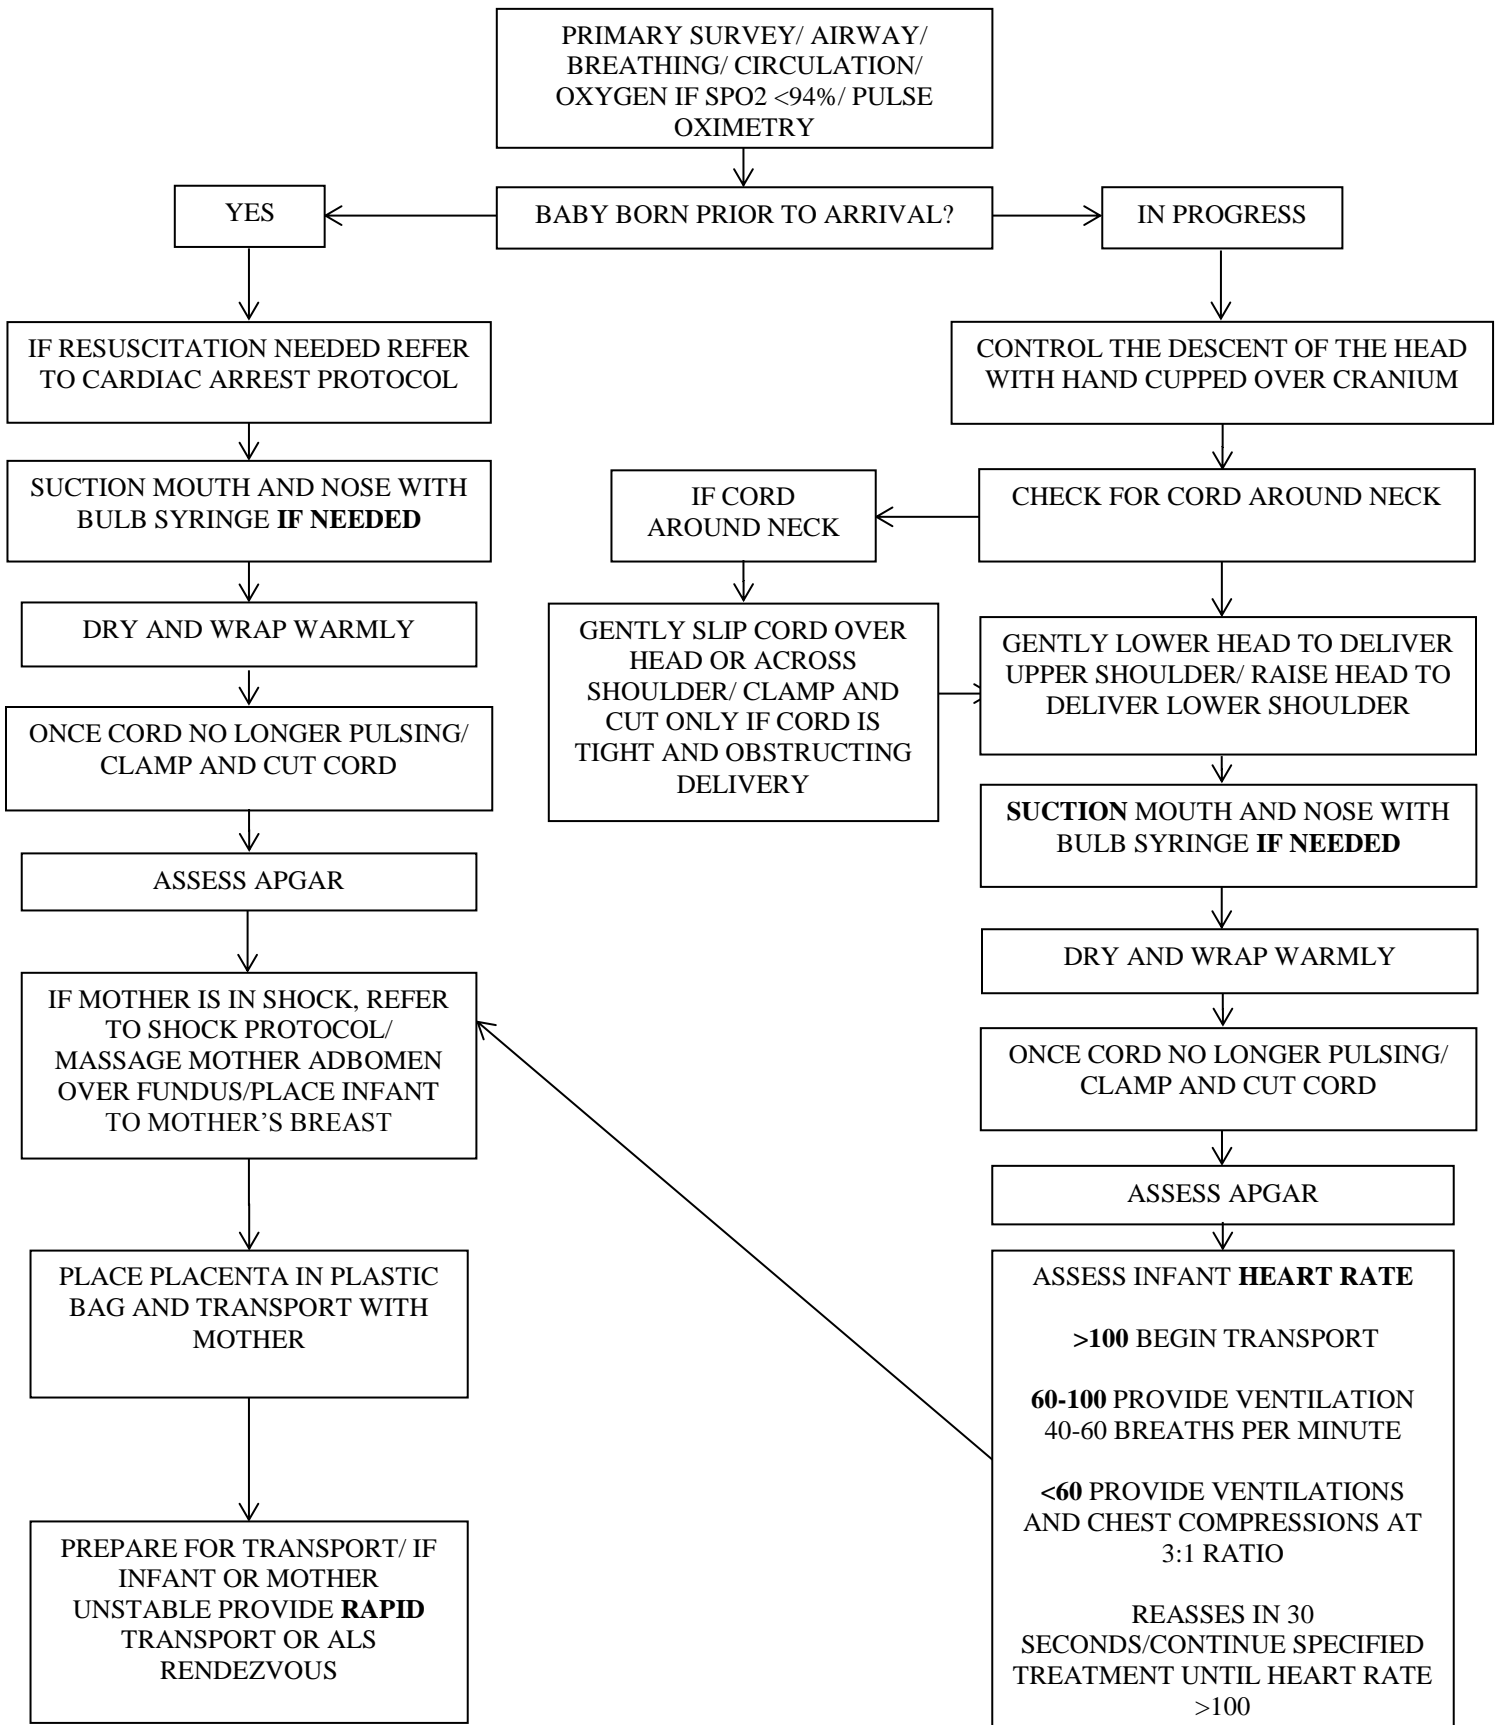 PRIMARY SURVEY/ AIRWAY/
BREATHING/ CIRCULATION/
OXYGEN IF SPO2 <94%/ PULSE
OXIMETRY
YES
BABY BORN PRIOR TO ARRIVAL?
IN PROGRESS
IF RESUSCITATION NEEDED REFER
TO CARDIAC ARREST PROTOCOL
SUCTION MOUTH AND NOSE WITH
BULB SYRINGE IF NEEDED
DRY AND WRAP WARMLY
ONCE CORD NO LONGER PULSING/
CLAMP AND CUT CORD
ASSESS APGAR
IF MOTHER IS IN SHOCK, REFER
TO SHOCK PROTOCOL/
MASSAGE MOTHER ADBOMEN
OVER FUNDUS/PLACE INFANT
TO MOTHER’S BREAST
PLACE PLACENTA IN PLASTIC
BAG AND TRANSPORT WITH
MOTHER
PREPARE FOR TRANSPORT/ IF
INFANT OR MOTHER
UNSTABLE PROVIDE RAPID
TRANSPORT OR ALS
RENDEZVOUS
CONTROL THE DESCENT OF THE HEAD
WITH HAND CUPPED OVER CRANIUM
CHECK FOR CORD AROUND NECK
IF CORD
AROUND NECK
GENTLY SLIP CORD OVER
HEAD OR ACROSS
SHOULDER/ CLAMP AND
CUT ONLY IF CORD IS
TIGHT AND OBSTRUCTING
DELIVERY
GENTLY LOWER HEAD TO DELIVER
UPPER SHOULDER/ RAISE HEAD TO
DELIVER LOWER SHOULDER
SUCTION MOUTH AND NOSE WITH
BULB SYRINGE IF NEEDED
DRY AND WRAP WARMLY
ONCE CORD NO LONGER PULSING/
CLAMP AND CUT CORD
ASSESS APGAR
ASSESS INFANT HEART RATE
>100 BEGIN TRANSPORT
60-100 PROVIDE VENTILATION
40-60 BREATHS PER MINUTE
<60 PROVIDE VENTILATIONS
AND CHEST COMPRESSIONS AT
3:1 RATIO
REASSES IN 30
SECONDS/CONTINUE SPECIFIED
TREATMENT UNTIL HEART RATE
>100